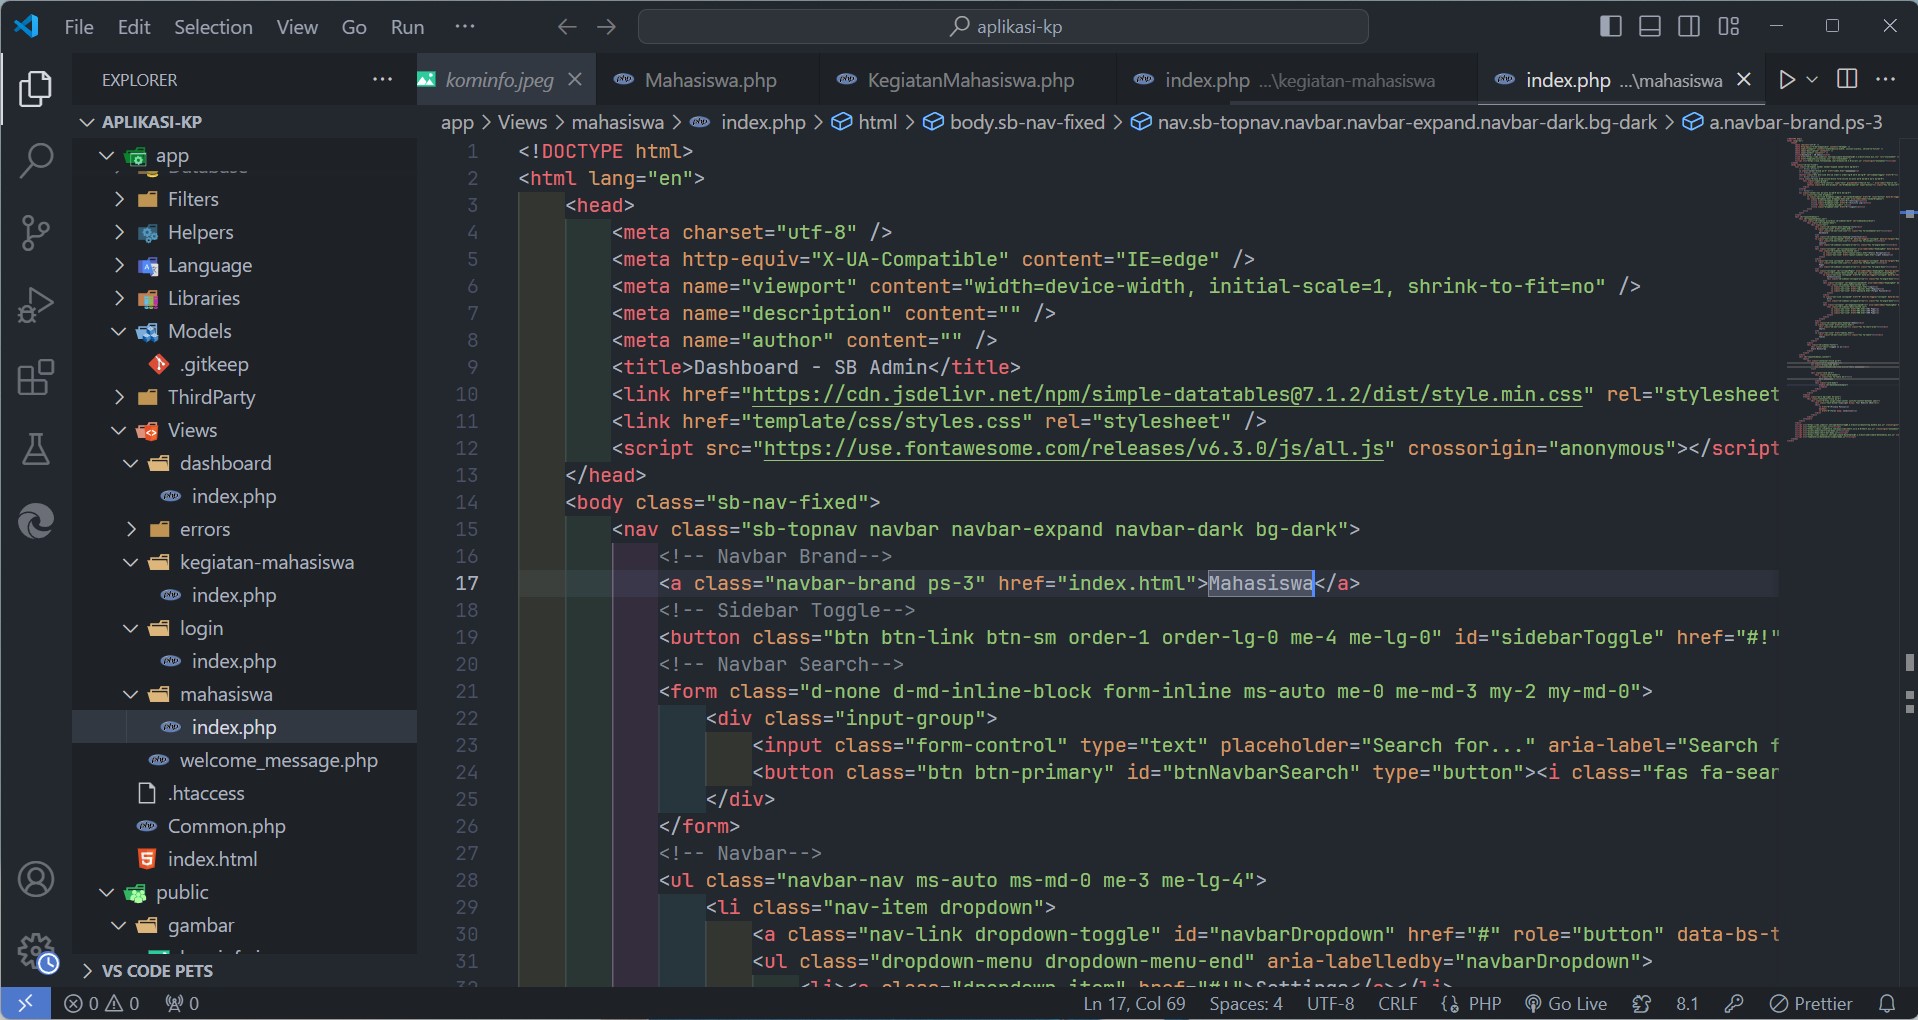 File Edit Selection View Go Run ... aplikasi-kp
EXPLORER ...
kominfo.jpeg Mahasiswa.php KegiatanMahasiswa.php index.php ...\kegiatan-mahasiswa index.php ...\mahasiswa ...
APLIKASI-KP
app > Views > mahasiswa > index.php > html > body.sb-nav-fixed > nav.sb-topnav.navbar.navbar-expand.navbar-dark.bg-dark > a.navbar-brand.ps-3
app
Database
Filters
Helpers
Language
Libraries
Models
.gitkeep
ThirdParty
Views
dashboard
index.php
errors
kegiatan-mahasiswa
index.php
login
index.php
mahasiswa
index.php
welcome_message.php
.htaccess
Common.php
index.html
public
gambar
VS CODE PETS
1 <!DOCTYPE html>
2 <html lang="en">
3 <head>
4 <meta charset="utf-8" />
5 <meta http-equiv="X-UA-Compatible" content="IE=edge" />
6 <meta name="viewport" content="width=device-width, initial-scale=1, shrink-to-fit=no" />
7 <meta name="description" content="" />
8 <meta name="author" content="" />
9 <title>Dashboard - SB Admin</title>
10 <link href="https://cdn.jsdelivr.net/npm/simple-datatables@7.1.2/dist/style.min.css" rel="stylesheet
11 <link href="template/css/styles.css" rel="stylesheet" />
12 <script src="https://use.fontawesome.com/releases/v6.3.0/js/all.js" crossorigin="anonymous"></script
13 </head>
14 <body class="sb-nav-fixed">
15 <nav class="sb-topnav navbar navbar-expand navbar-dark bg-dark">
16 <!-- Navbar Brand-->
17 <a class="navbar-brand ps-3" href="index.html">Mahasiswa</a>
18 <!-- Sidebar Toggle-->
19 <button class="btn btn-link btn-sm order-1 order-lg-0 me-4 me-lg-0" id="sidebarToggle" href="#!"
20 <!-- Navbar Search-->
21 <form class="d-none d-md-inline-block form-inline ms-auto me-0 me-md-3 my-2 my-md-0">
22 <div class="input-group">
23 <input class="form-control" type="text" placeholder="Search for..." aria-label="Search f
24 <button class="btn btn-primary" id="btnNavbarSearch" type="button"><i class="fas fa-sear
25 </div>
26 </form>
27 <!-- Navbar-->
28 <ul class="navbar-nav ms-auto ms-md-0 me-3 me-lg-4">
29 <li class="nav-item dropdown">
30 <a class="nav-link dropdown-toggle" id="navbarDropdown" href="#" role="button" data-bs-t
31 <ul class="dropdown-menu dropdown-menu-end" aria-labelledby="navbarDropdown">
32 <li><a class="dropdown-item" href="#!">Settings</a></li>
0 0 0 Ln 17, Col 69 Spaces: 4 UTF-8 CRLF {} PHP Go Live 8.1 Prettier